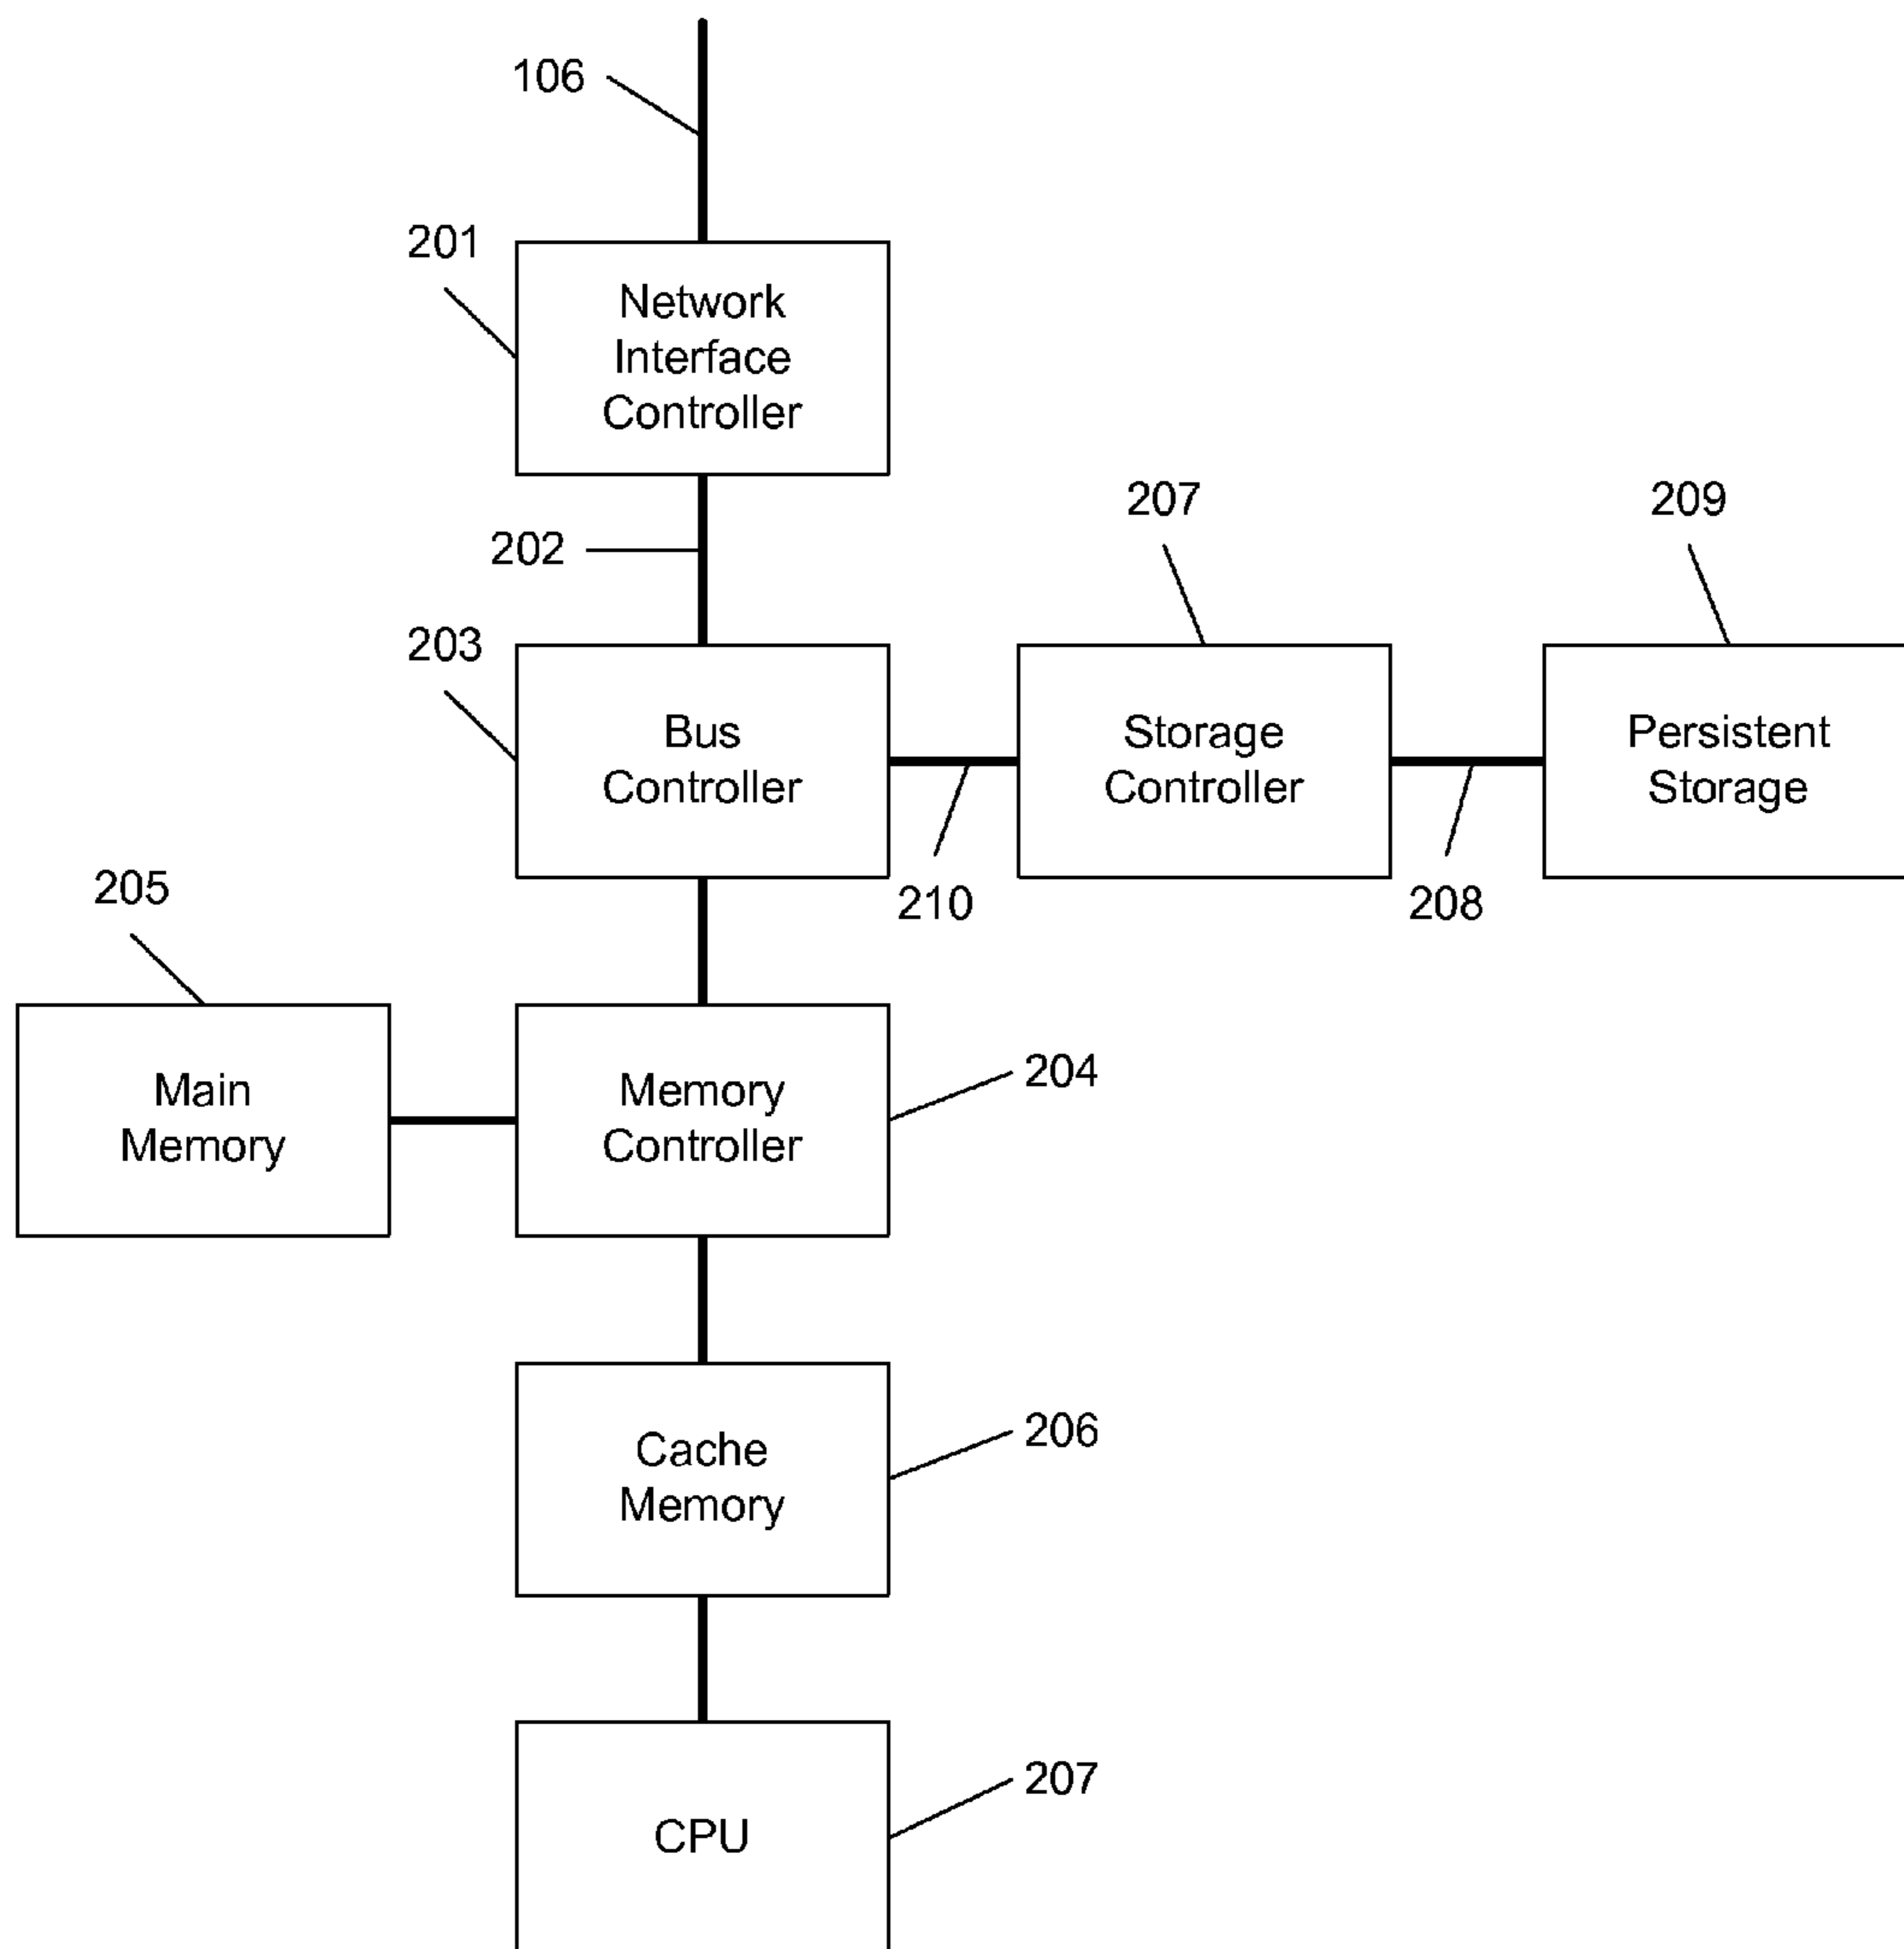 106
201
Network
Interface
Controller
202
207
209
203
Bus
Controller
Storage
Controller
Persistent
Storage
205
210
208
Main
Memory
Memory
Controller
204
Cache
Memory
206
CPU
207